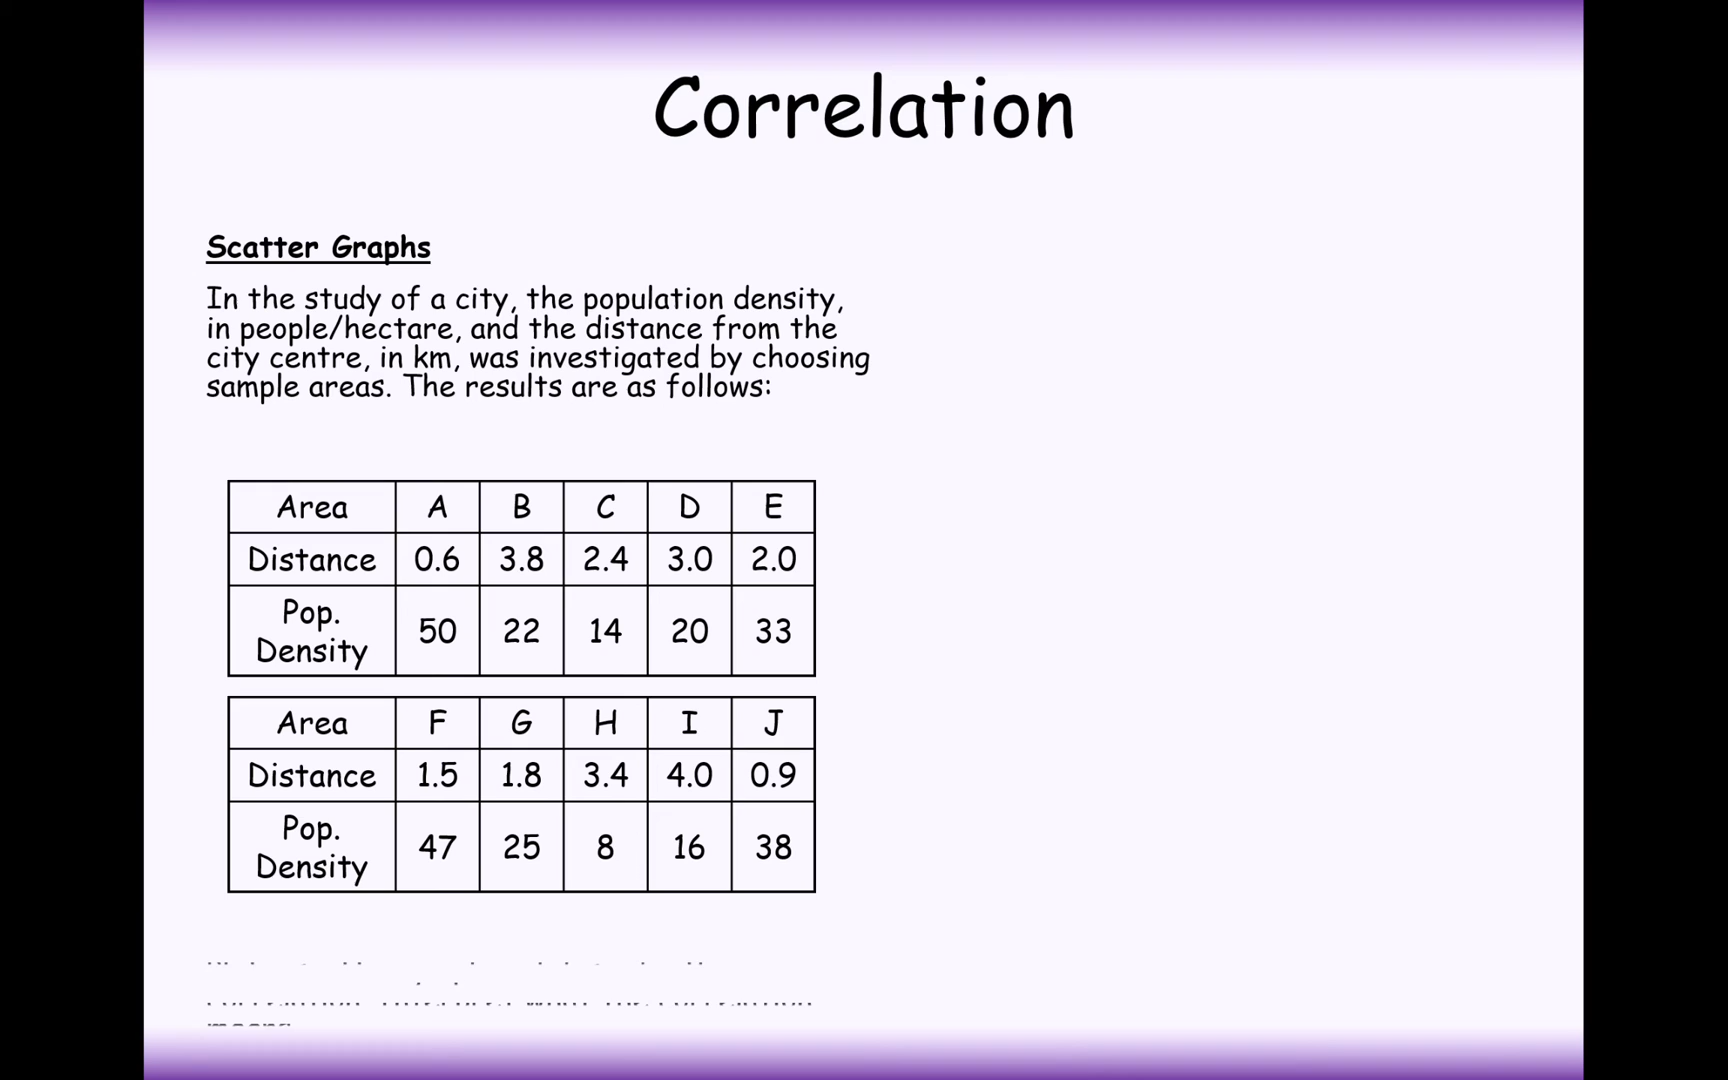 Correlation
Scatter Graphs
In the study of a city, the population density,
in people/hectare, and the distance from the
city centre, in km, was investigated by choosing
sample areas. The results are as follows:
Area A B C D E
Distance 0.6 3.8 2.4 3.0 2.0
Pop.
Density 50 22 14 20 33
Area F G H I J
Distance 1.5 1.8 3.4 4.0 0.9
Pop.
Density 47 25 8 16 38